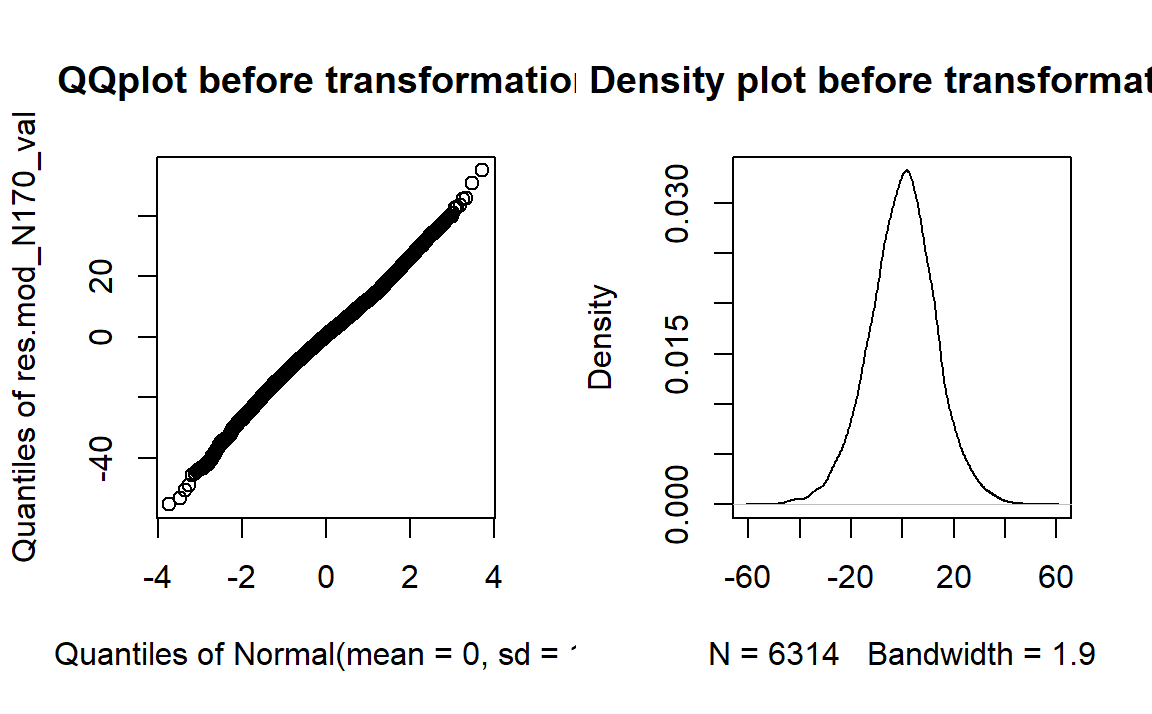 QQplot before transformation
Quantiles of res.mod_N170_val
20
0
-40
-4
-2
0
2
4
Quantiles of Normal(mean = 0, sd =
Density plot before transformat
Density
0.030
0.015
0.000
-60
-20
20
60
N = 6314 Bandwidth = 1.9